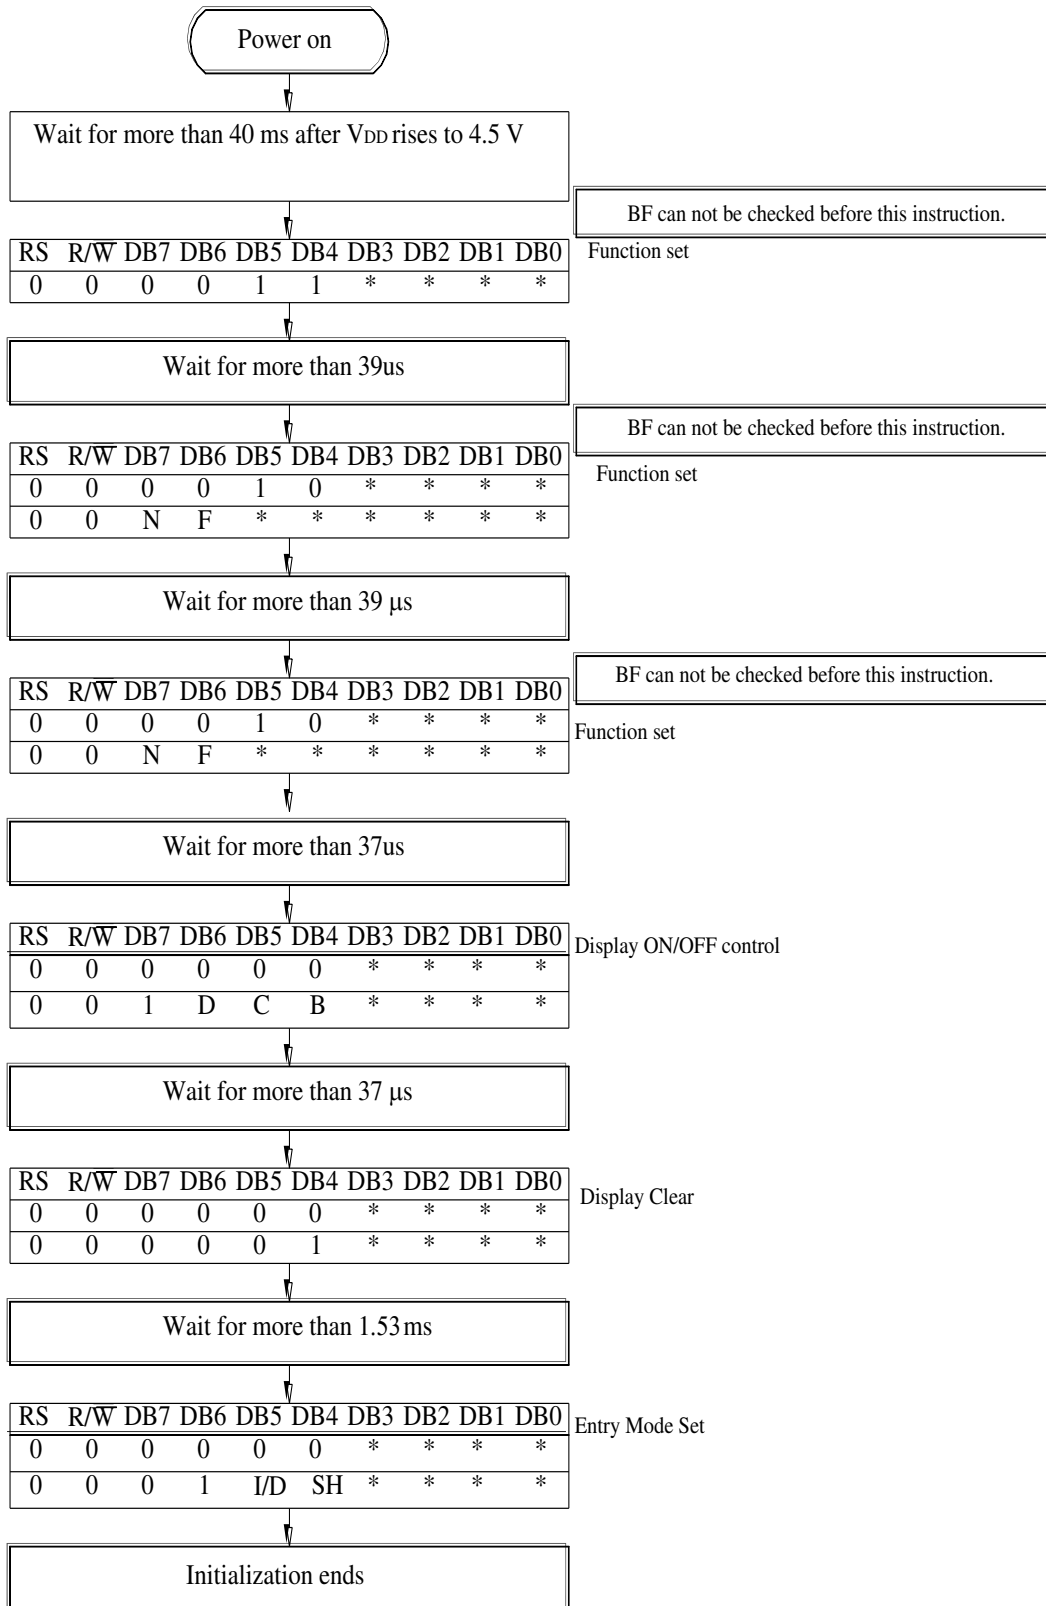 Power on
Wait for more than 40 ms after VDD rises to 4.5 V
BF can not be checked before this instruction.
RS R/W̅ DB7 DB6 DB5 DB4 DB3 DB2 DB1 DB0
Function set
0 0 0 0 1 1 * * * *
Wait for more than 39us
BF can not be checked before this instruction.
RS R/W̅ DB7 DB6 DB5 DB4 DB3 DB2 DB1 DB0
Function set
0 0 0 0 1 0 * * * *
0 0 N F * * * * * *
Wait for more than 39 μs
BF can not be checked before this instruction.
RS R/W̅ DB7 DB6 DB5 DB4 DB3 DB2 DB1 DB0
0 0 0 0 1 0 * * * *
Function set
0 0 N F * * * * * *
Wait for more than 37us
RS R/W̅ DB7 DB6 DB5 DB4 DB3 DB2 DB1 DB0
Display ON/OFF control
0 0 0 0 0 0 * * * *
0 0 1 D C B * * * *
Wait for more than 37 μs
RS R/W̅ DB7 DB6 DB5 DB4 DB3 DB2 DB1 DB0
Display Clear
0 0 0 0 0 0 * * * *
0 0 0 0 0 1 * * * *
Wait for more than 1.53ms
RS R/W̅ DB7 DB6 DB5 DB4 DB3 DB2 DB1 DB0
Entry Mode Set
0 0 0 0 0 0 * * * *
0 0 0 1 I/D SH * * * *
Initialization ends